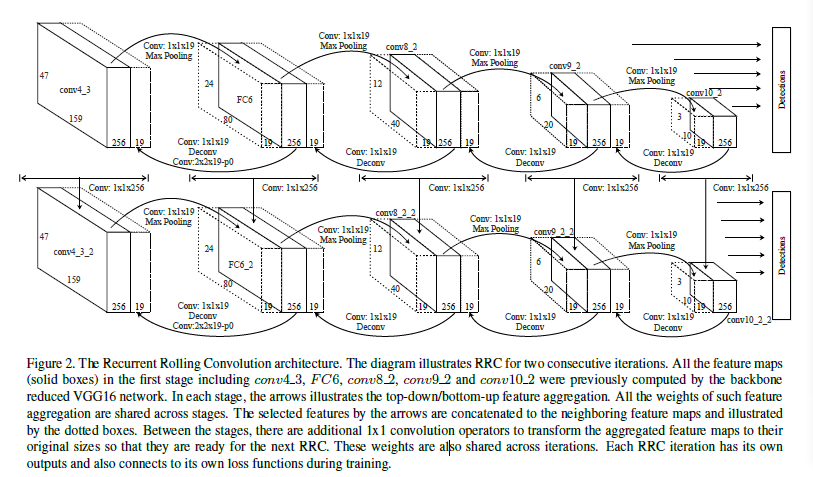 Conv: 1x1x19
Max Pooling
Conv: 1x1x19
Max Pooling
conv8_2
Conv: 1x1x19
Max Pooling
conv9_2
Conv: 1x1x19
Max Pooling
conv10_2
47
conv4_3
159
256
19
24
FC6
80
19
256
19
12
40
19
256
19
6
20
19
256
19
3
10
19
256
Detections
Conv: 1x1x19
Deconv
Conv:2x2x19-p0
Conv: 1x1x19
Deconv
Conv: 1x1x19
Deconv
Conv: 1x1x19
Deconv
Conv: 1x1x256
Conv: 1x1x256
Conv: 1x1x256
Conv: 1x1x256
Conv: 1x1x256
Conv: 1x1x19
Max Pooling
Conv: 1x1x19
Max Pooling
conv8_2_2
Conv: 1x1x19
Max Pooling
conv9_2_2
Conv: 1x1x19
Max Pooling
47
conv4_3_2
159
256
19
24
FC6_2
80
19
256
19
12
40
19
256
19
6
20
19
256
19
3
10
19
256
conv10_2_2
Detections
Conv: 1x1x19
Deconv
Conv:2x2x19-p0
Conv: 1x1x19
Deconv
Conv: 1x1x19
Deconv
Conv: 1x1x19
Deconv
Figure 2. The Recurrent Rolling Convolution architecture. The diagram illustrates RRC for two consecutive iterations. All the feature maps
(solid boxes) in the first stage including conv4_3, FC6, conv8_2, conv9_2 and conv10_2 were previously computed by the backbone
reduced VGG16 network. In each stage, the arrows illustrates the top-down/bottom-up feature aggregation. All the weights of such feature
aggregation are shared across stages. The selected features by the arrows are concatenated to the neighboring feature maps and illustrated
by the dotted boxes. Between the stages, there are additional 1x1 convolution operators to transform the aggregated feature maps to their
original sizes so that they are ready for the next RRC. These weights are also shared across iterations. Each RRC iteration has its own
outputs and also connects to its own loss functions during training.